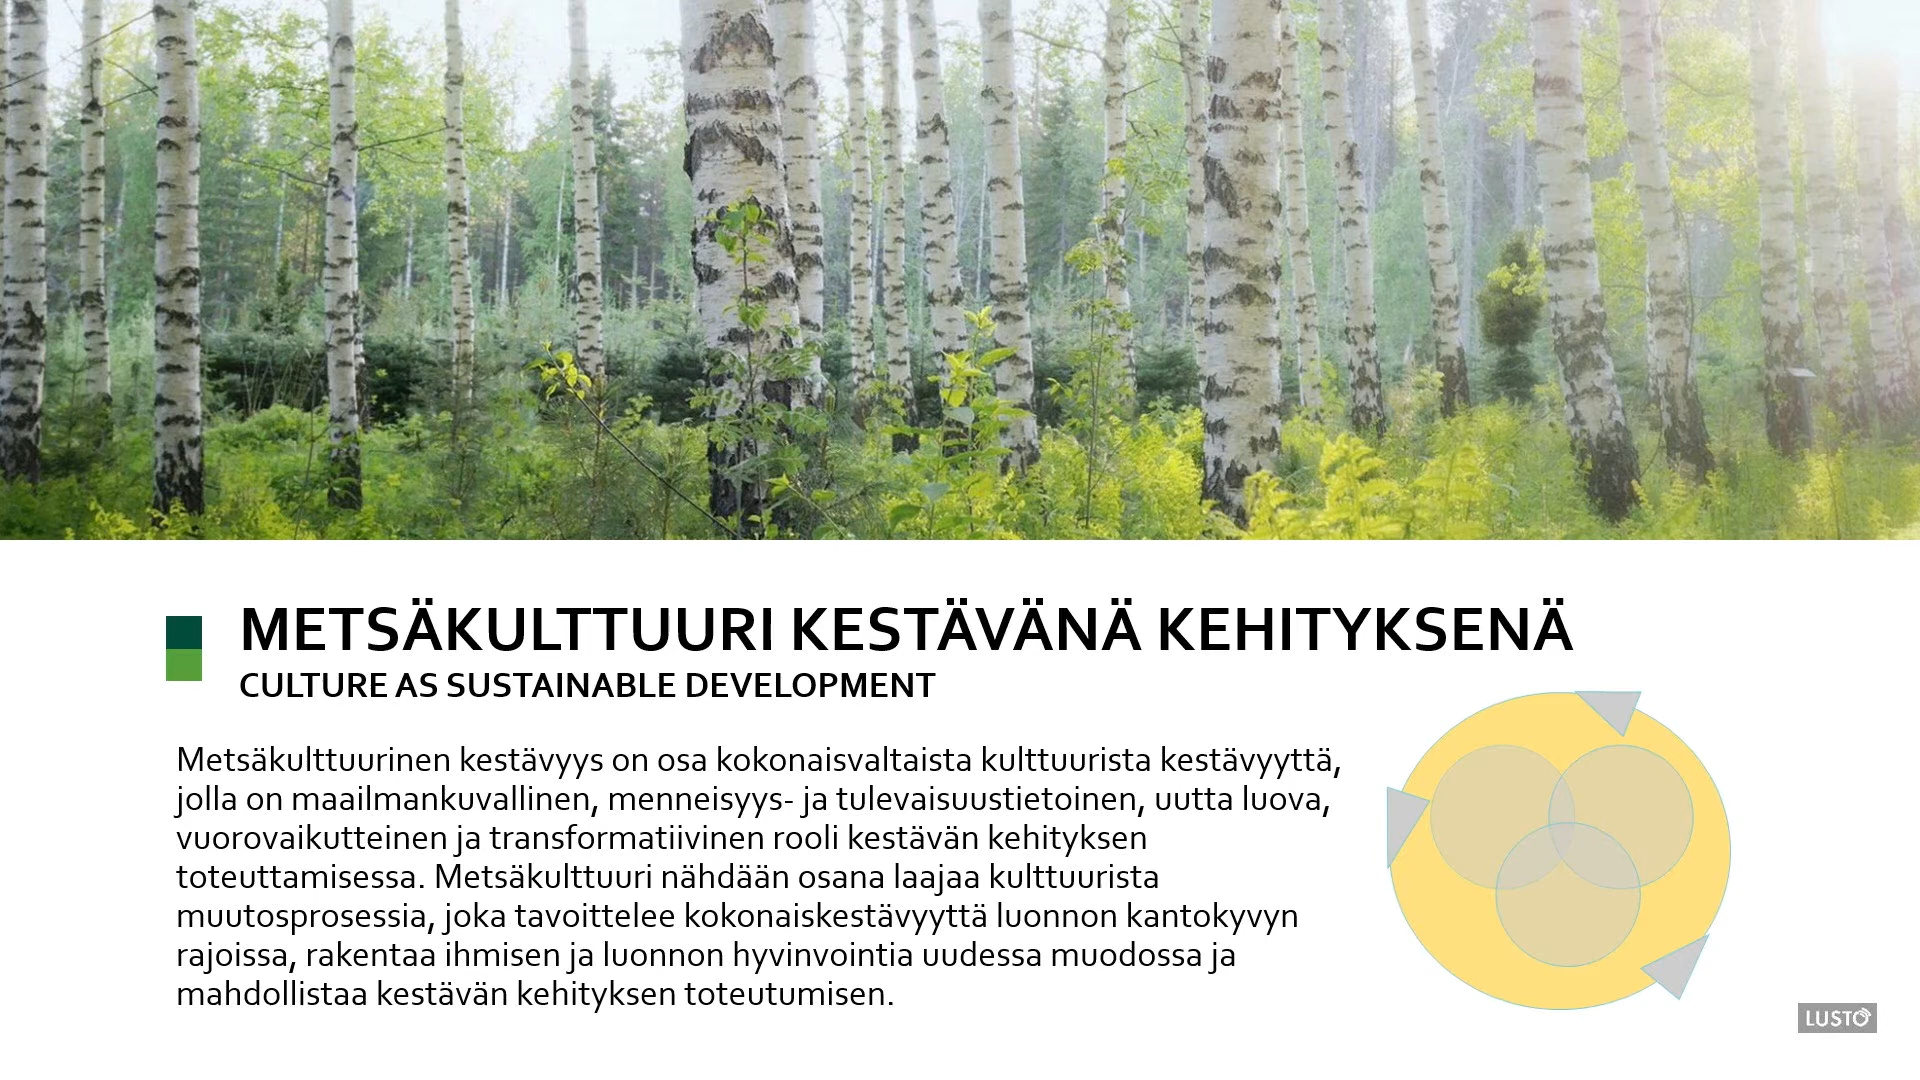 METSÄKULTTUURI KESTÄVÄNÄ KEHITYKSENÄ
CULTURE AS SUSTAINABLE DEVELOPMENT
Metsäkulttuurinen kestävyys on osa kokonaisvaltaista kulttuurista kestävyyttä,
jolla on maailmankuvallinen, menneisyys- ja tulevaisuustietoinen, uutta luova,
vuorovaikutteinen ja transformatiivinen rooli kestävän kehityksen
toteuttamisessa. Metsäkulttuuri nähdään osana laajaa kulttuurista
muutosprosessia, joka tavoittelee kokonaiskestävyyttä luonnon kantokyvyn
rajoissa, rakentaa ihmisen ja luonnon hyvinvointia uudessa muodossa ja
mahdollistaa kestävän kehityksen toteutumisen.
LUSTO